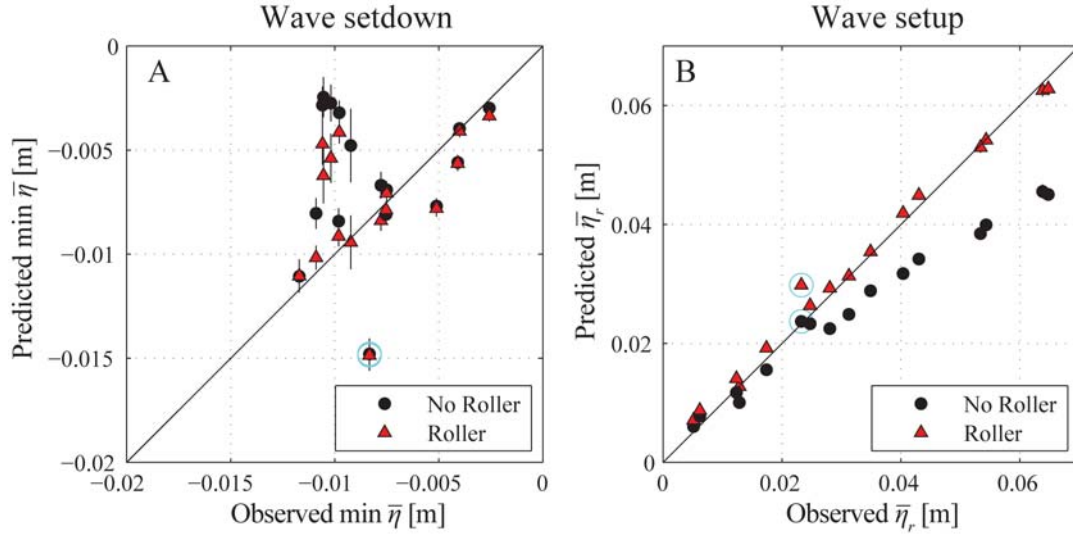 Wave setdown
A
0
−0.005
−0.01
−0.015
−0.02
Predicted min η̅ [m]
−0.02
−0.015
−0.01
−0.005
0
Observed min η̅ [m]
No Roller
Roller
Wave setup
B
0.06
0.04
0.02
0
Predicted η̅r [m]
0
0.02
0.04
0.06
Observed η̅r [m]
No Roller
Roller